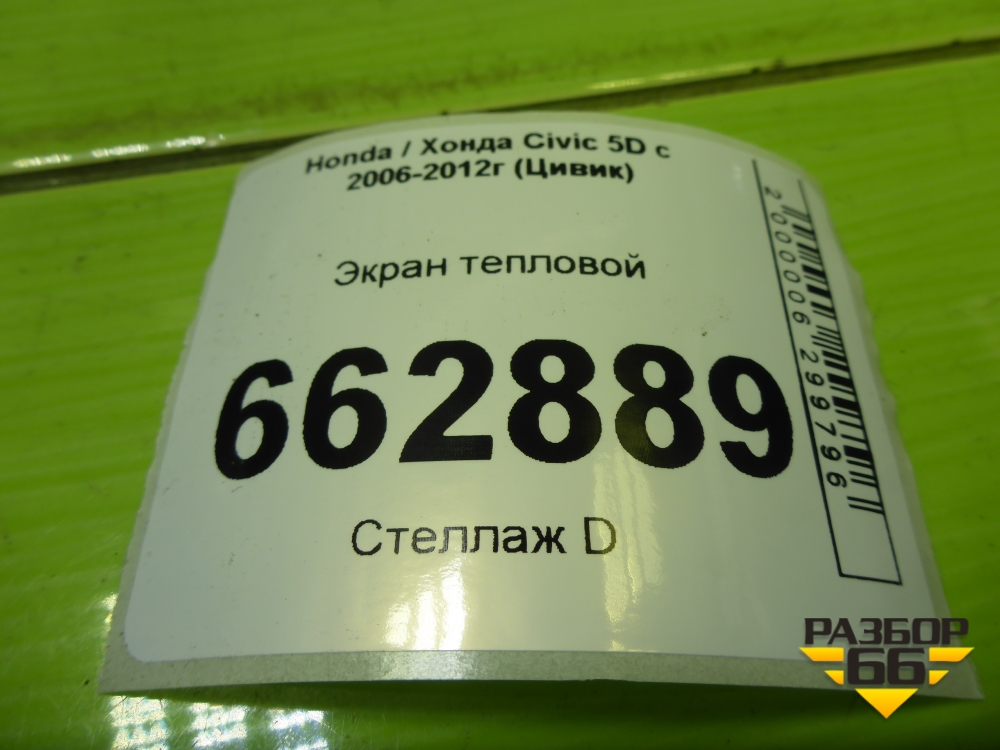 Honda / Хонда Civic 5D с
2006-2012г (Цивик)
Экран тепловой
662889
Стеллаж D
2000006299796
РАЗБОР
66